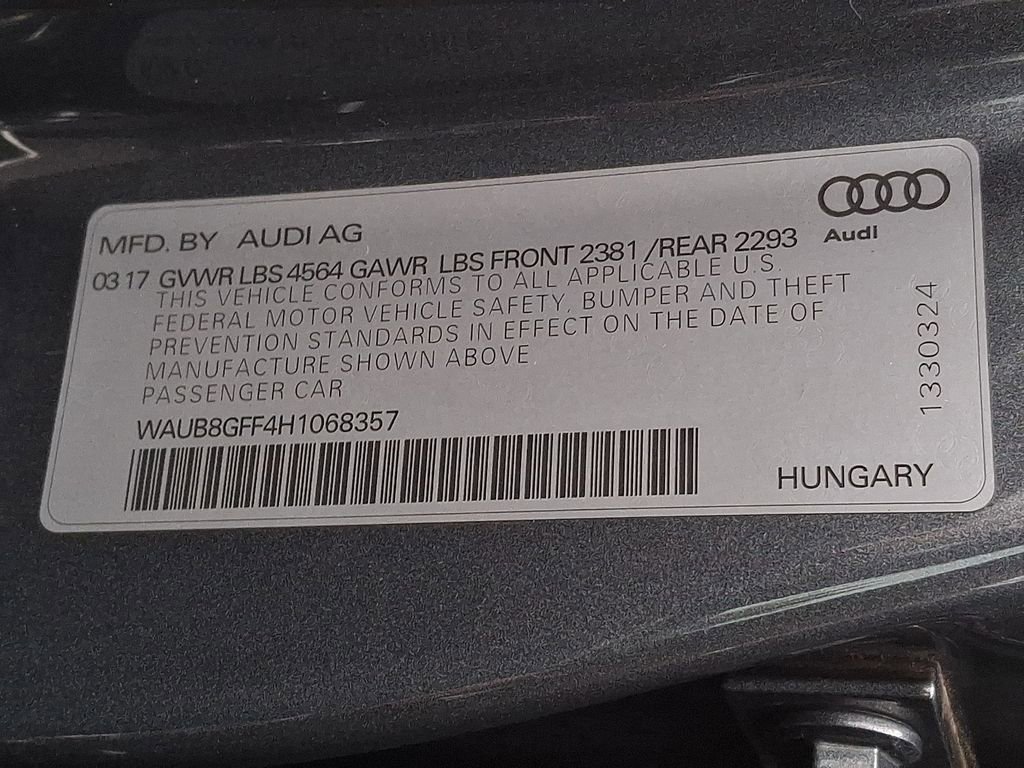 MFD. BY AUDI AG
Audi
03 17 GVWR LBS 4564 GAWR LBS FRONT 2381 /REAR 2293
THIS VEHICLE CONFORMS TO ALL APPLICABLE U.S.
FEDERAL MOTOR VEHICLE SAFETY, BUMPER AND THEFT
PREVENTION STANDARDS IN EFFECT ON THE DATE OF
MANUFACTURE SHOWN ABOVE
PASSENGER CAR
1330324
WAUB8GFF4H1068357
HUNGARY